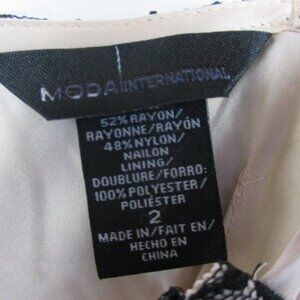 MODA INTERNATIONAL
52% RAYON/
RAYONNE/RAYÓN
48% NYLON/
NAILON
LINING/
DOUBLURE/FORRO:
100% POLYESTER/
POLIÉSTER
2
MADE IN/FAIT EN/
HECHO EN
CHINA